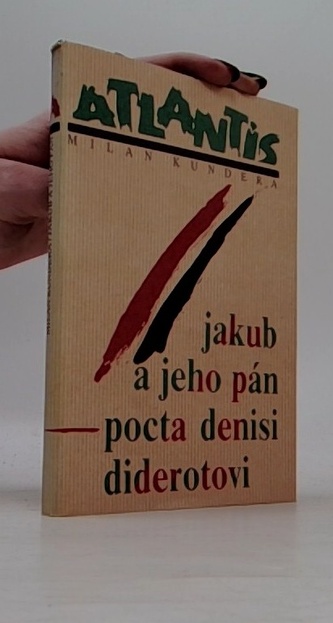 ATLANTIS
MILAN KUNDERA
jakub
a jeho pán
pocta denisi
diderotovi